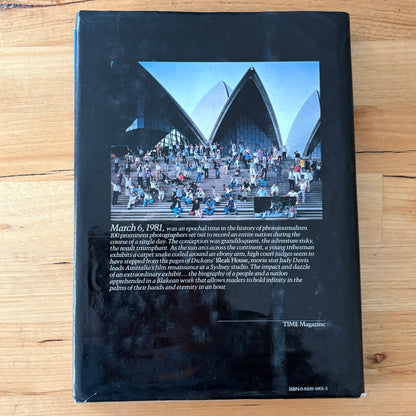 March 6, 1981, was an epochal time in the history of photojournalism.
100 prominent photographers set out to record an entire nation during the
course of a single day. The conception was grandiloquent, the adventure risky,
the result triumphant. As the sun arcs across the continent, a young tribesman
exhibits a carpet snake coiled around an ebony arm, high court judges seem to
have stepped from the pages of Dickens' Bleak House, movie star Judy Davis
leads Australia's film renaissance at a Sydney studio. The impact and dazzle
of an extraordinary exhibit...the biography of a people and a nation
apprehended in a Blakean work that allows readers to hold infinity in the
palms of their hands and eternity in an hour.
TIME Magazine
ISBN 0-8109-1801-5